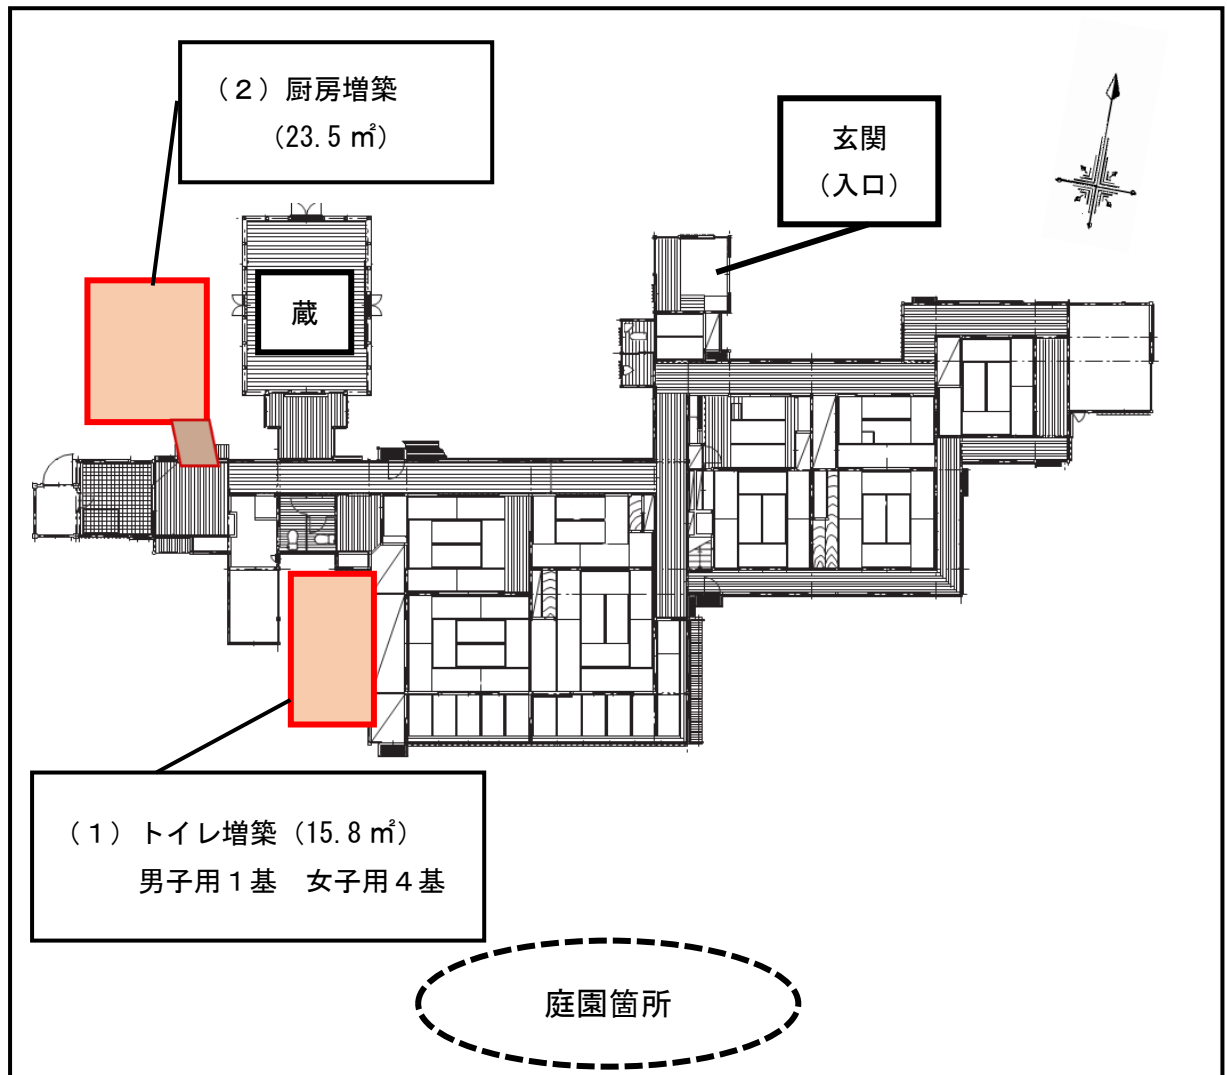 （２）厨房増築
（23.5 ㎡）
玄関
（入口）
蔵
（１）トイレ増築（15.8 ㎡）
男子用１基　女子用４基
庭園箇所